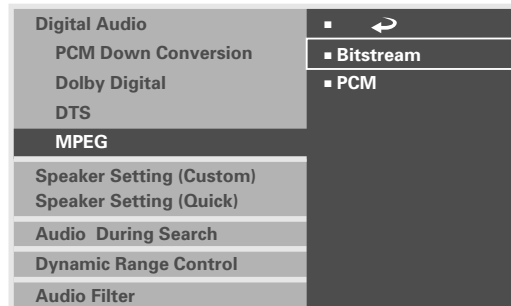 Digital Audio
PCM Down Conversion
Dolby Digital
DTS
MPEG
Speaker Setting (Custom)
Speaker Setting (Quick)
Audio During Search
Dynamic Range Control
Audio Filter
Bitstream
PCM